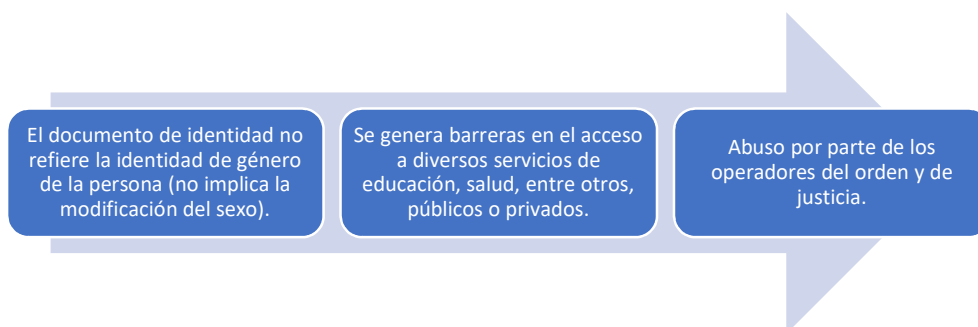 El documento de identidad no
refiere la identidad de género
de la persona (no implica la
modificación del sexo).
Se genera barreras en el acceso
a diversos servicios de
educación, salud, entre otros,
públicos o privados.
Abuso por parte de los
operadores del orden y de
justicia.